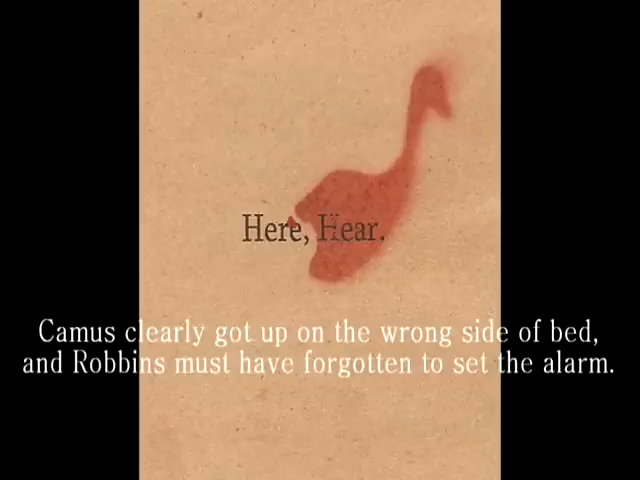 Here, Hear.
Camus clearly got up on the wrong side of bed,
and Robbins must have forgotten to set the alarm.